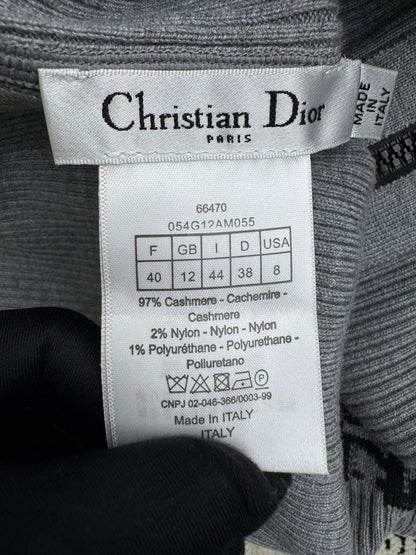 Christian Dior
PARIS
MADE
IN
ITALY
66470
054G12AM055
F GB I D USA
40 12 44 38 8
97% Cashmere - Cachemire -
Cashmere
2% Nylon - Nylon - Nylon
1% Polyuréthane - Polyurethane -
Poliuretano
CNPJ 02-046-366/0003-99
Made In ITALY
ITALY